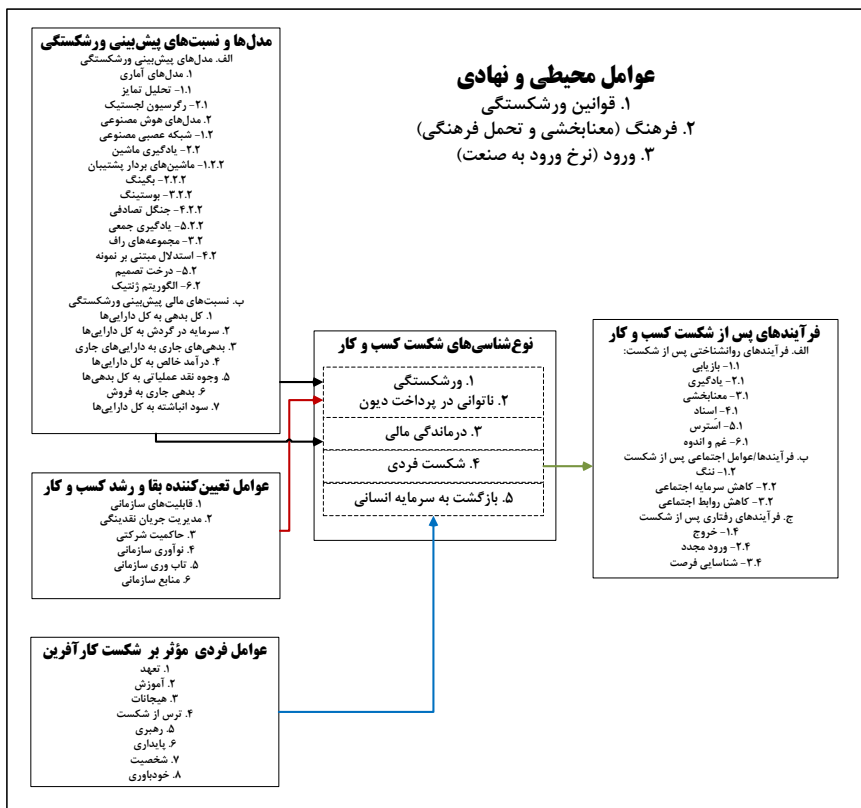 مدل‌ها و نسبت‌های پیش‌بینی ورشکستگی
الف. مدل‌های پیش‌بینی ورشکستگی
۱. مدل‌های آماری
۱.۱- تحلیل تمایز
۲.۱- رگرسیون لجستیک
۲. مدل‌های هوش مصنوعی
۱.۲- شبکه عصبی مصنوعی
۲.۲- یادگیری ماشین
۱.۲.۲- ماشین‌های بردار پشتیبان
۲.۲.۲- بگینگ
۳.۲.۲- بوستینگ
۴.۲.۲- جنگل تصادفی
۵.۲.۲- یادگیری جمعی
۳.۲- مجموعه‌های راف
۴.۲- استدلال مبتنی بر نمونه
۵.۲- درخت تصمیم
۶.۲- الگوریتم ژنتیک
ب. نسبت‌های مالی پیش‌بینی ورشکستگی
۱. کل بدهی به کل دارایی‌ها
۲. سرمایه در گردش به کل دارایی‌ها
۳. بدهی‌های جاری به دارایی‌های جاری
۴. درآمد خالص به کل دارایی‌ها
۵. وجوه نقد عملیاتی به کل بدهی‌ها
۶. بدهی جاری به فروش
۷. سود انباشته به کل دارایی‌ها
عوامل محیطی و نهادی
۱. قوانین ورشکستگی
۲. فرهنگ (معنابخشی و تحمل فرهنگی)
۳. ورود (نرخ ورود به صنعت)
عوامل تعیین‌کننده بقا و رشد کسب و کار
۱. قابلیت‌های سازمانی
۲. مدیریت جریان نقدینگی
۳. حاکمیت شرکتی
۴. نوآوری سازمانی
۵. تاب وری سازمانی
۶. منابع سازمانی
عوامل فردی مؤثر بر شکست کارآفرین
۱. تعهد
۲. آموزش
۳. هیجانات
۴. ترس از شکست
۵. رهبری
۶. پایداری
۷. شخصیت
۸. خودباوری
نوع‌شناسی‌های شکست کسب و کار
۱. ورشکستگی
۲. ناتوانی در پرداخت دیون
۳. درماندگی مالی
۴. شکست فردی
۵. بازگشت به سرمایه انسانی
فرآیندهای پس از شکست کسب و کار
الف. فرآیندهای روانشناختی پس از شکست:
۱.۱- بازیابی
۲.۱- یادگیری
۳.۱- معنابخشی
۴.۱- اسناد
۵.۱- استرس
۶.۱- غم و اندوه
ب. فرآیندها/عوامل اجتماعی پس از شکست
۱.۲- ننگ
۲.۲- کاهش سرمایه اجتماعی
۳.۲- کاهش روابط اجتماعی
ج. فرآیندهای رفتاری پس از شکست
۱.۴- خروج
۲.۴- ورود مجدد
۳.۴- شناسایی فرصت